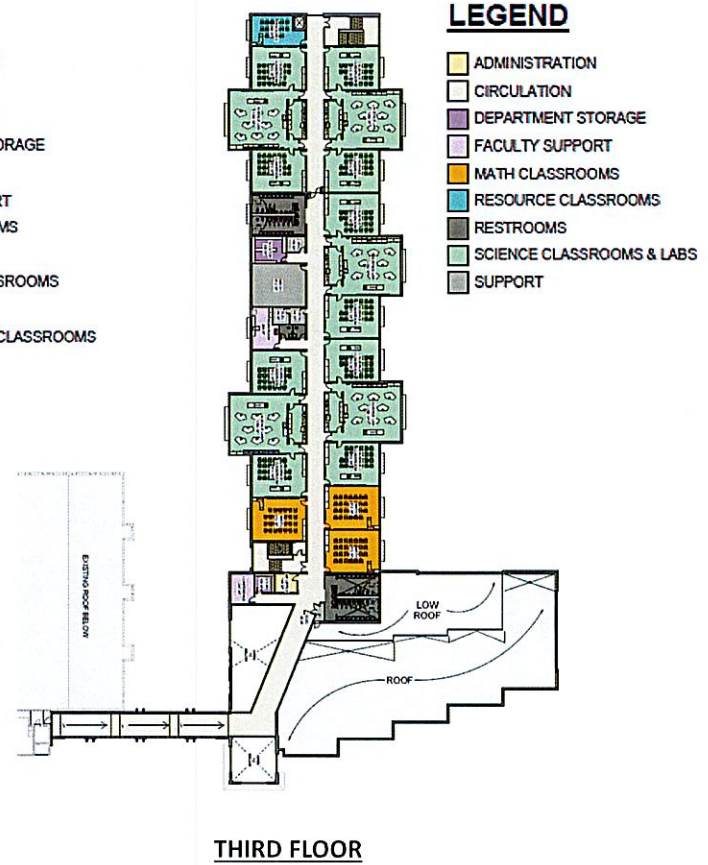 LEGEND
ADMINISTRATION
CIRCULATION
DEPARTMENT STORAGE
FACULTY SUPPORT
MATH CLASSROOMS
RESOURCE CLASSROOMS
RESTROOMS
SCIENCE CLASSROOMS & LABS
SUPPORT
ORAGE
RT
MS
SROOMS
CLASSROOMS
EXISTING ROOF BELOW
LOW
ROOF
ROOF
THIRD FLOOR